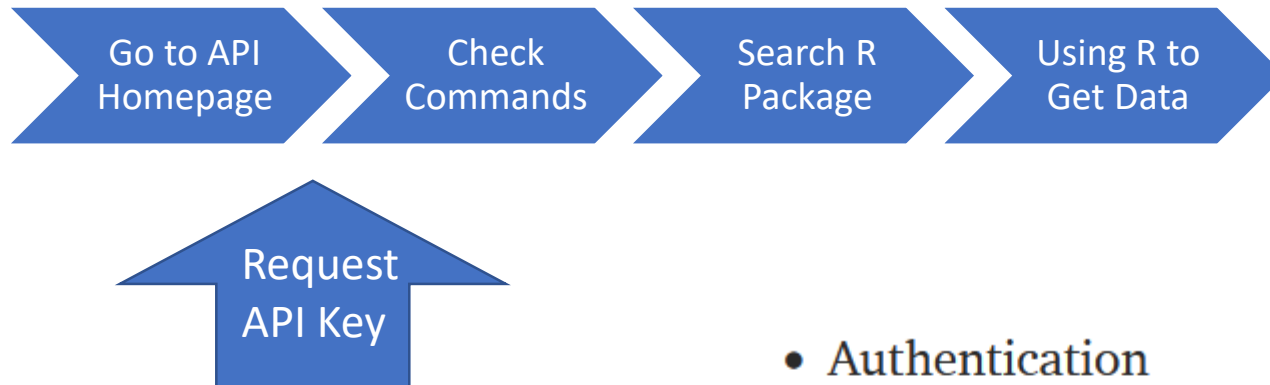 Go to API
Homepage
Check
Commands
Search R
Package
Using R to
Get Data
Request
API Key
• Authentication